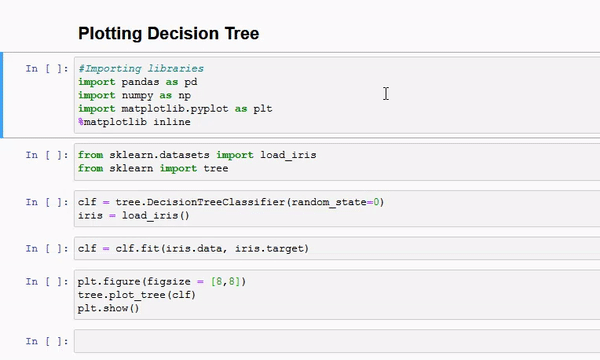 Plotting Decision Tree
In [ ]: #Importing libraries
import pandas as pd
import numpy as np
import matplotlib.pyplot as plt
%matplotlib inline
In [ ]: from sklearn.datasets import load_iris
from sklearn import tree
In [ ]: clf = tree.DecisionTreeClassifier(random_state=0)
iris = load_iris()
In [ ]: clf = clf.fit(iris.data, iris.target)
In [ ]: plt.figure(figsize = [8,8])
tree.plot_tree(clf)
plt.show()
In [ ]: